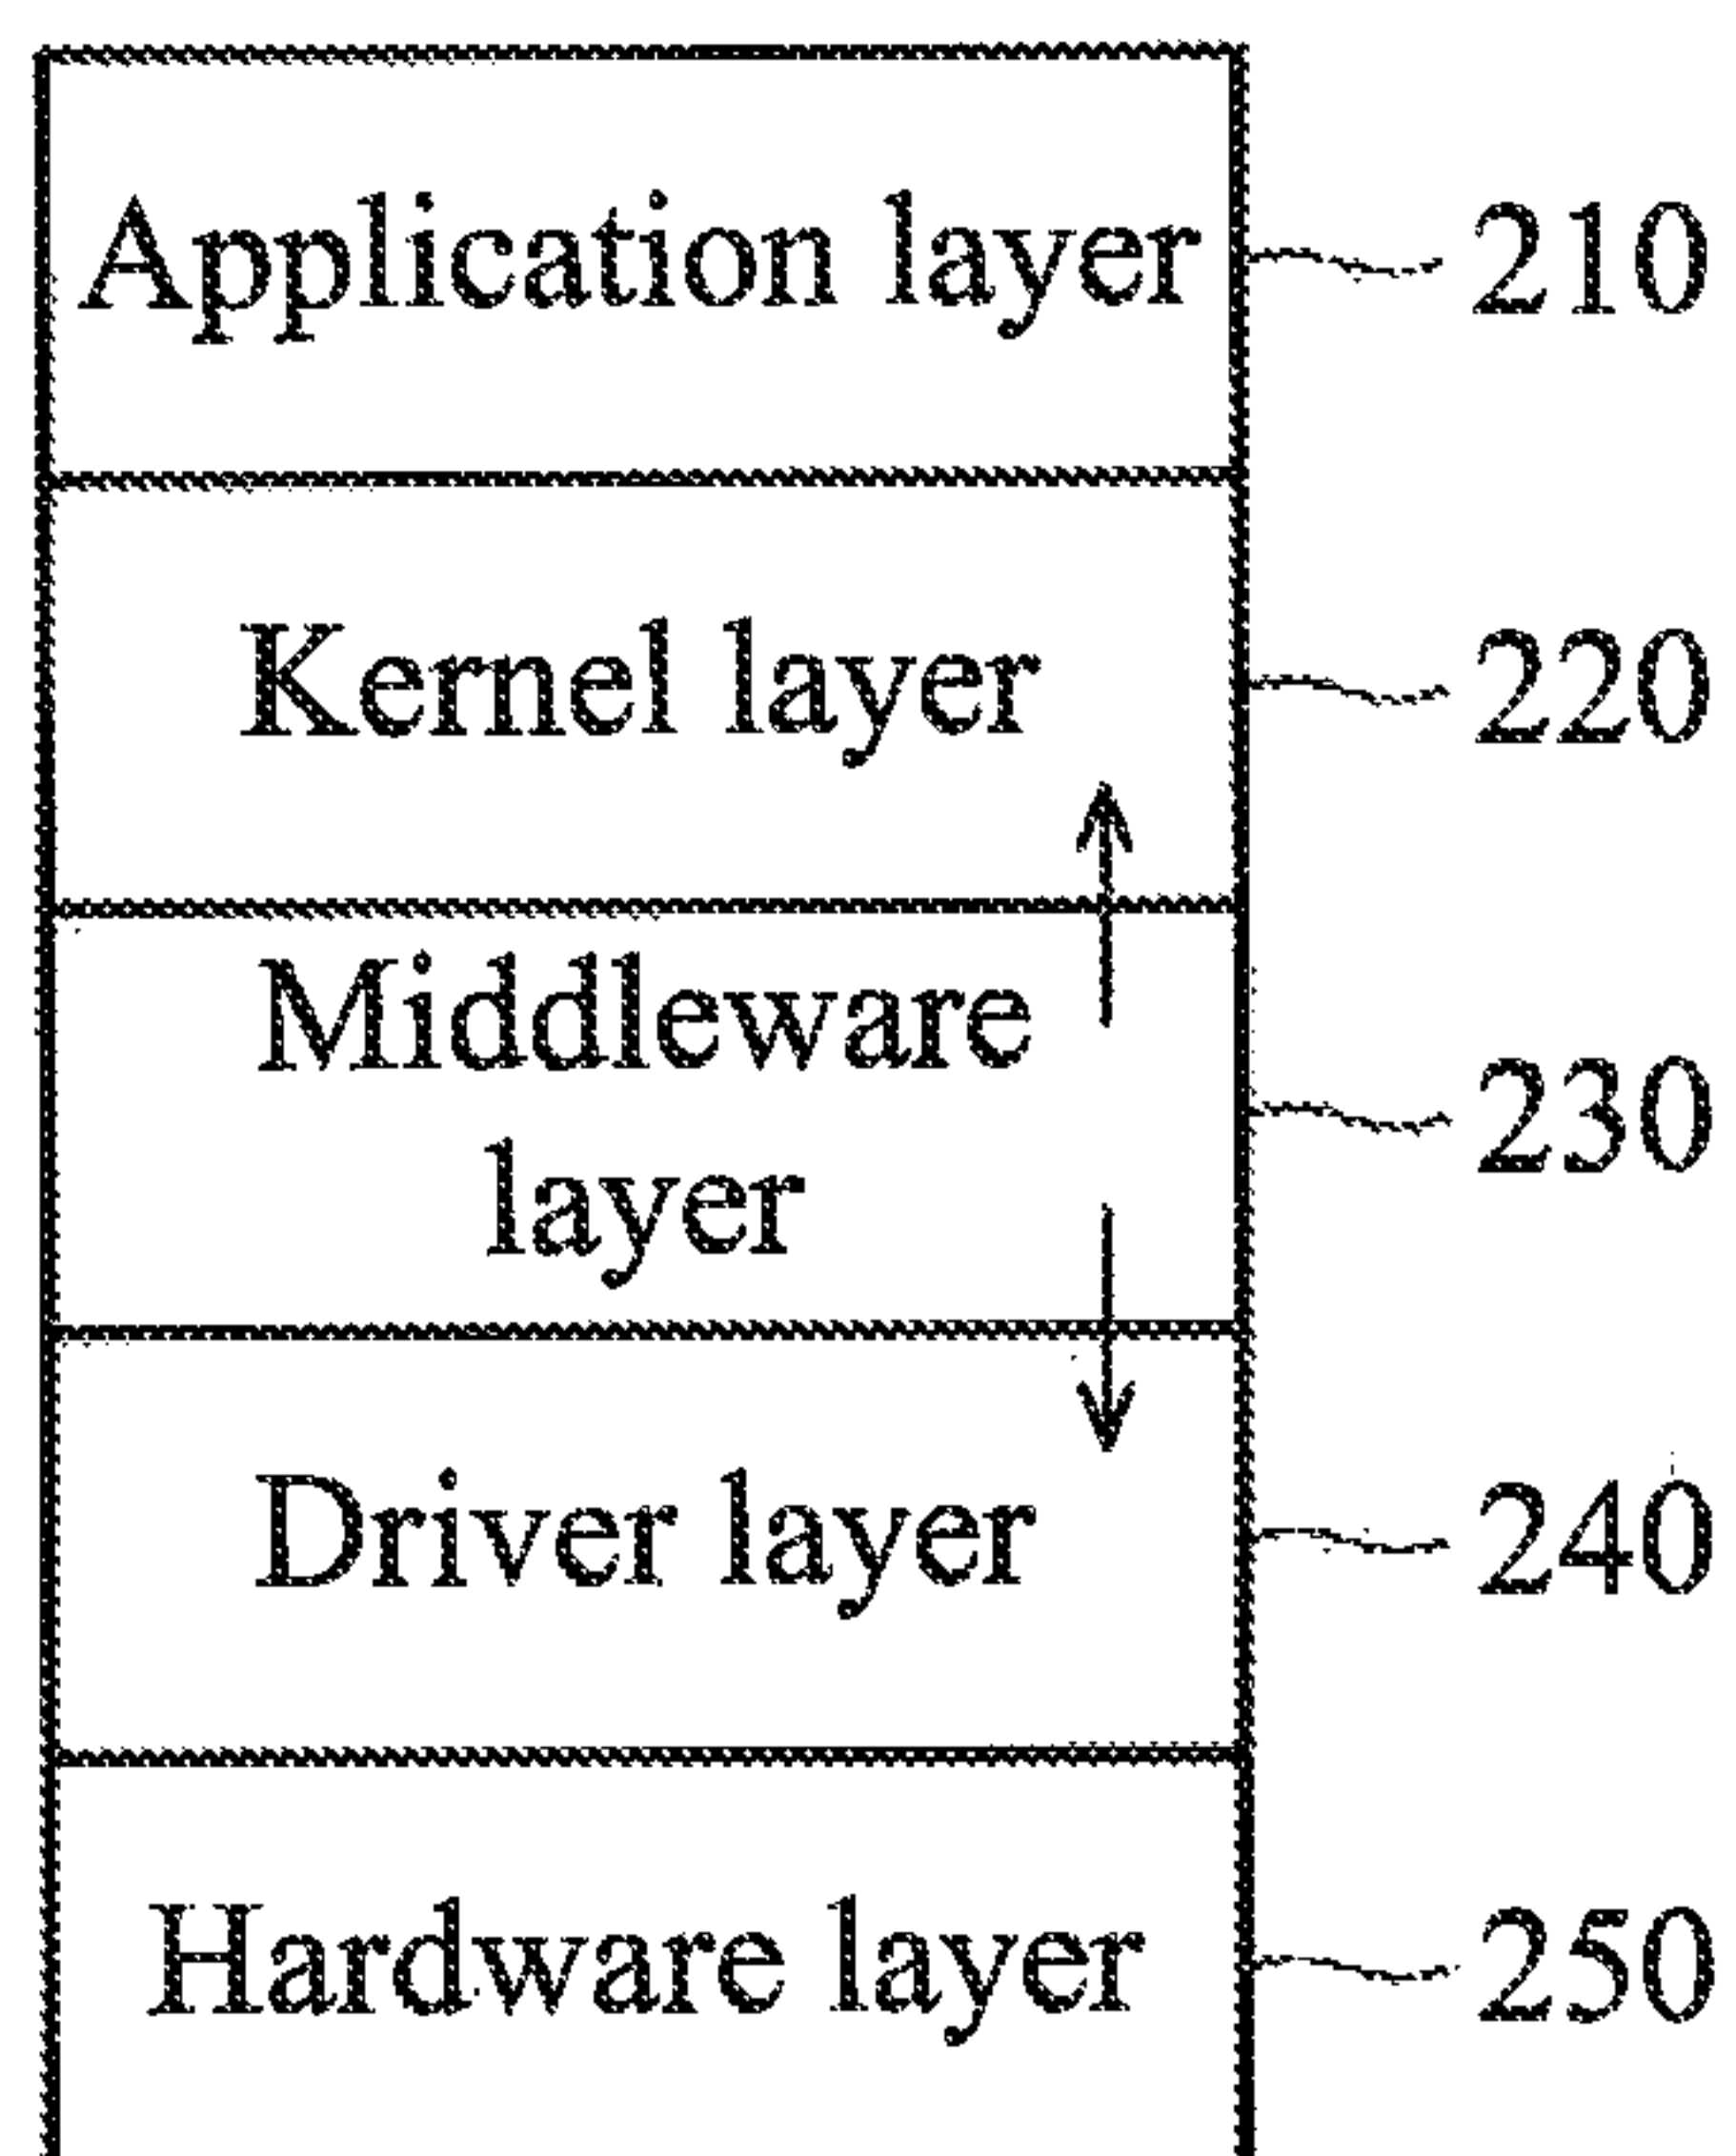 Application layer 210
Kernel layer 220
Middleware
layer 230
Driver layer 240
Hardware layer 250